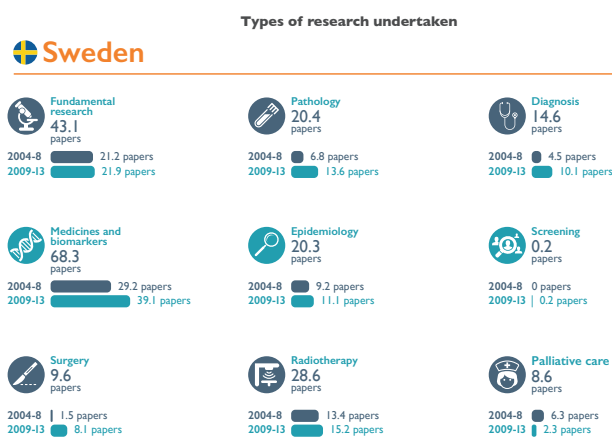 Types of research undertaken
Sweden
Fundamental
research
43.1
papers
2004-8 21.2 papers
2009-13 21.9 papers
Pathology
20.4
papers
2004-8 6.8 papers
2009-13 13.6 papers
Diagnosis
14.6
papers
2004-8 4.5 papers
2009-13 10.1 papers
Medicines and
biomarkers
68.3
papers
2004-8 29.2 papers
2009-13 39.1 papers
Epidemiology
20.3
papers
2004-8 9.2 papers
2009-13 11.1 papers
Screening
0.2
papers
2004-8 0 papers
2009-13 0.2 papers
Surgery
9.6
papers
2004-8 1.5 papers
2009-13 8.1 papers
Radiotherapy
28.6
papers
2004-8 13.4 papers
2009-13 15.2 papers
Palliative care
8.6
papers
2004-8 6.3 papers
2009-13 2.3 papers